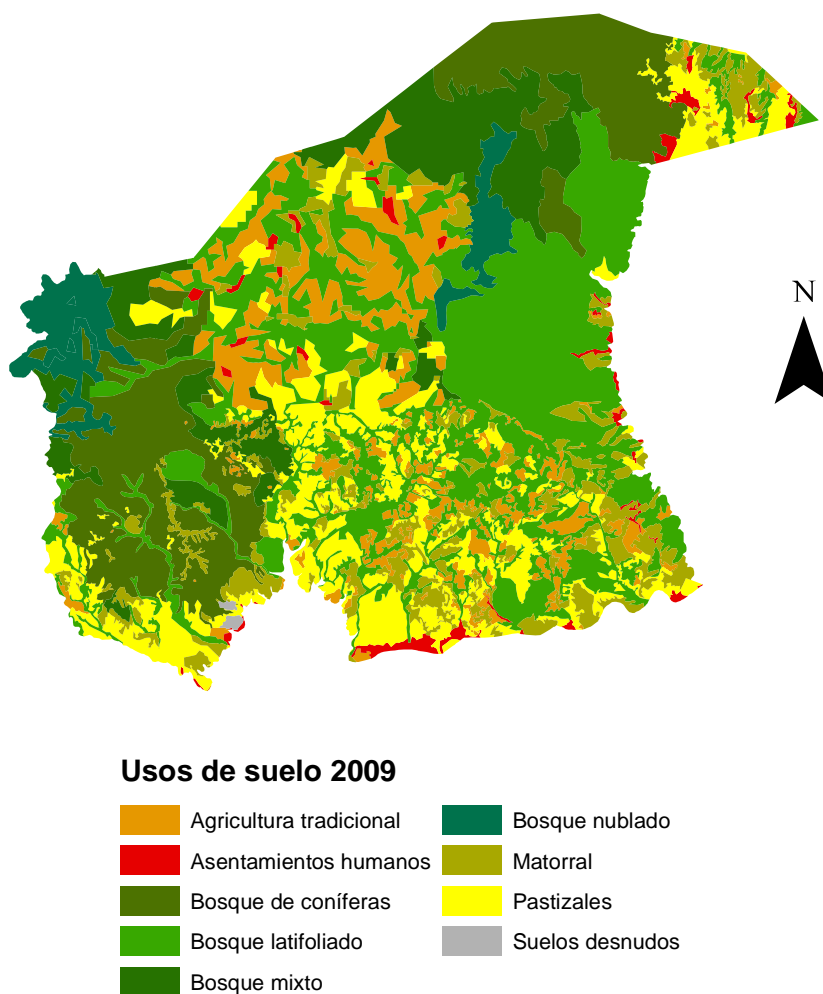 N
Usos de suelo 2009
Agricultura tradicional
Asentamientos humanos
Bosque de coníferas
Bosque latifoliado
Bosque mixto
Bosque nublado
Matorral
Pastizales
Suelos desnudos